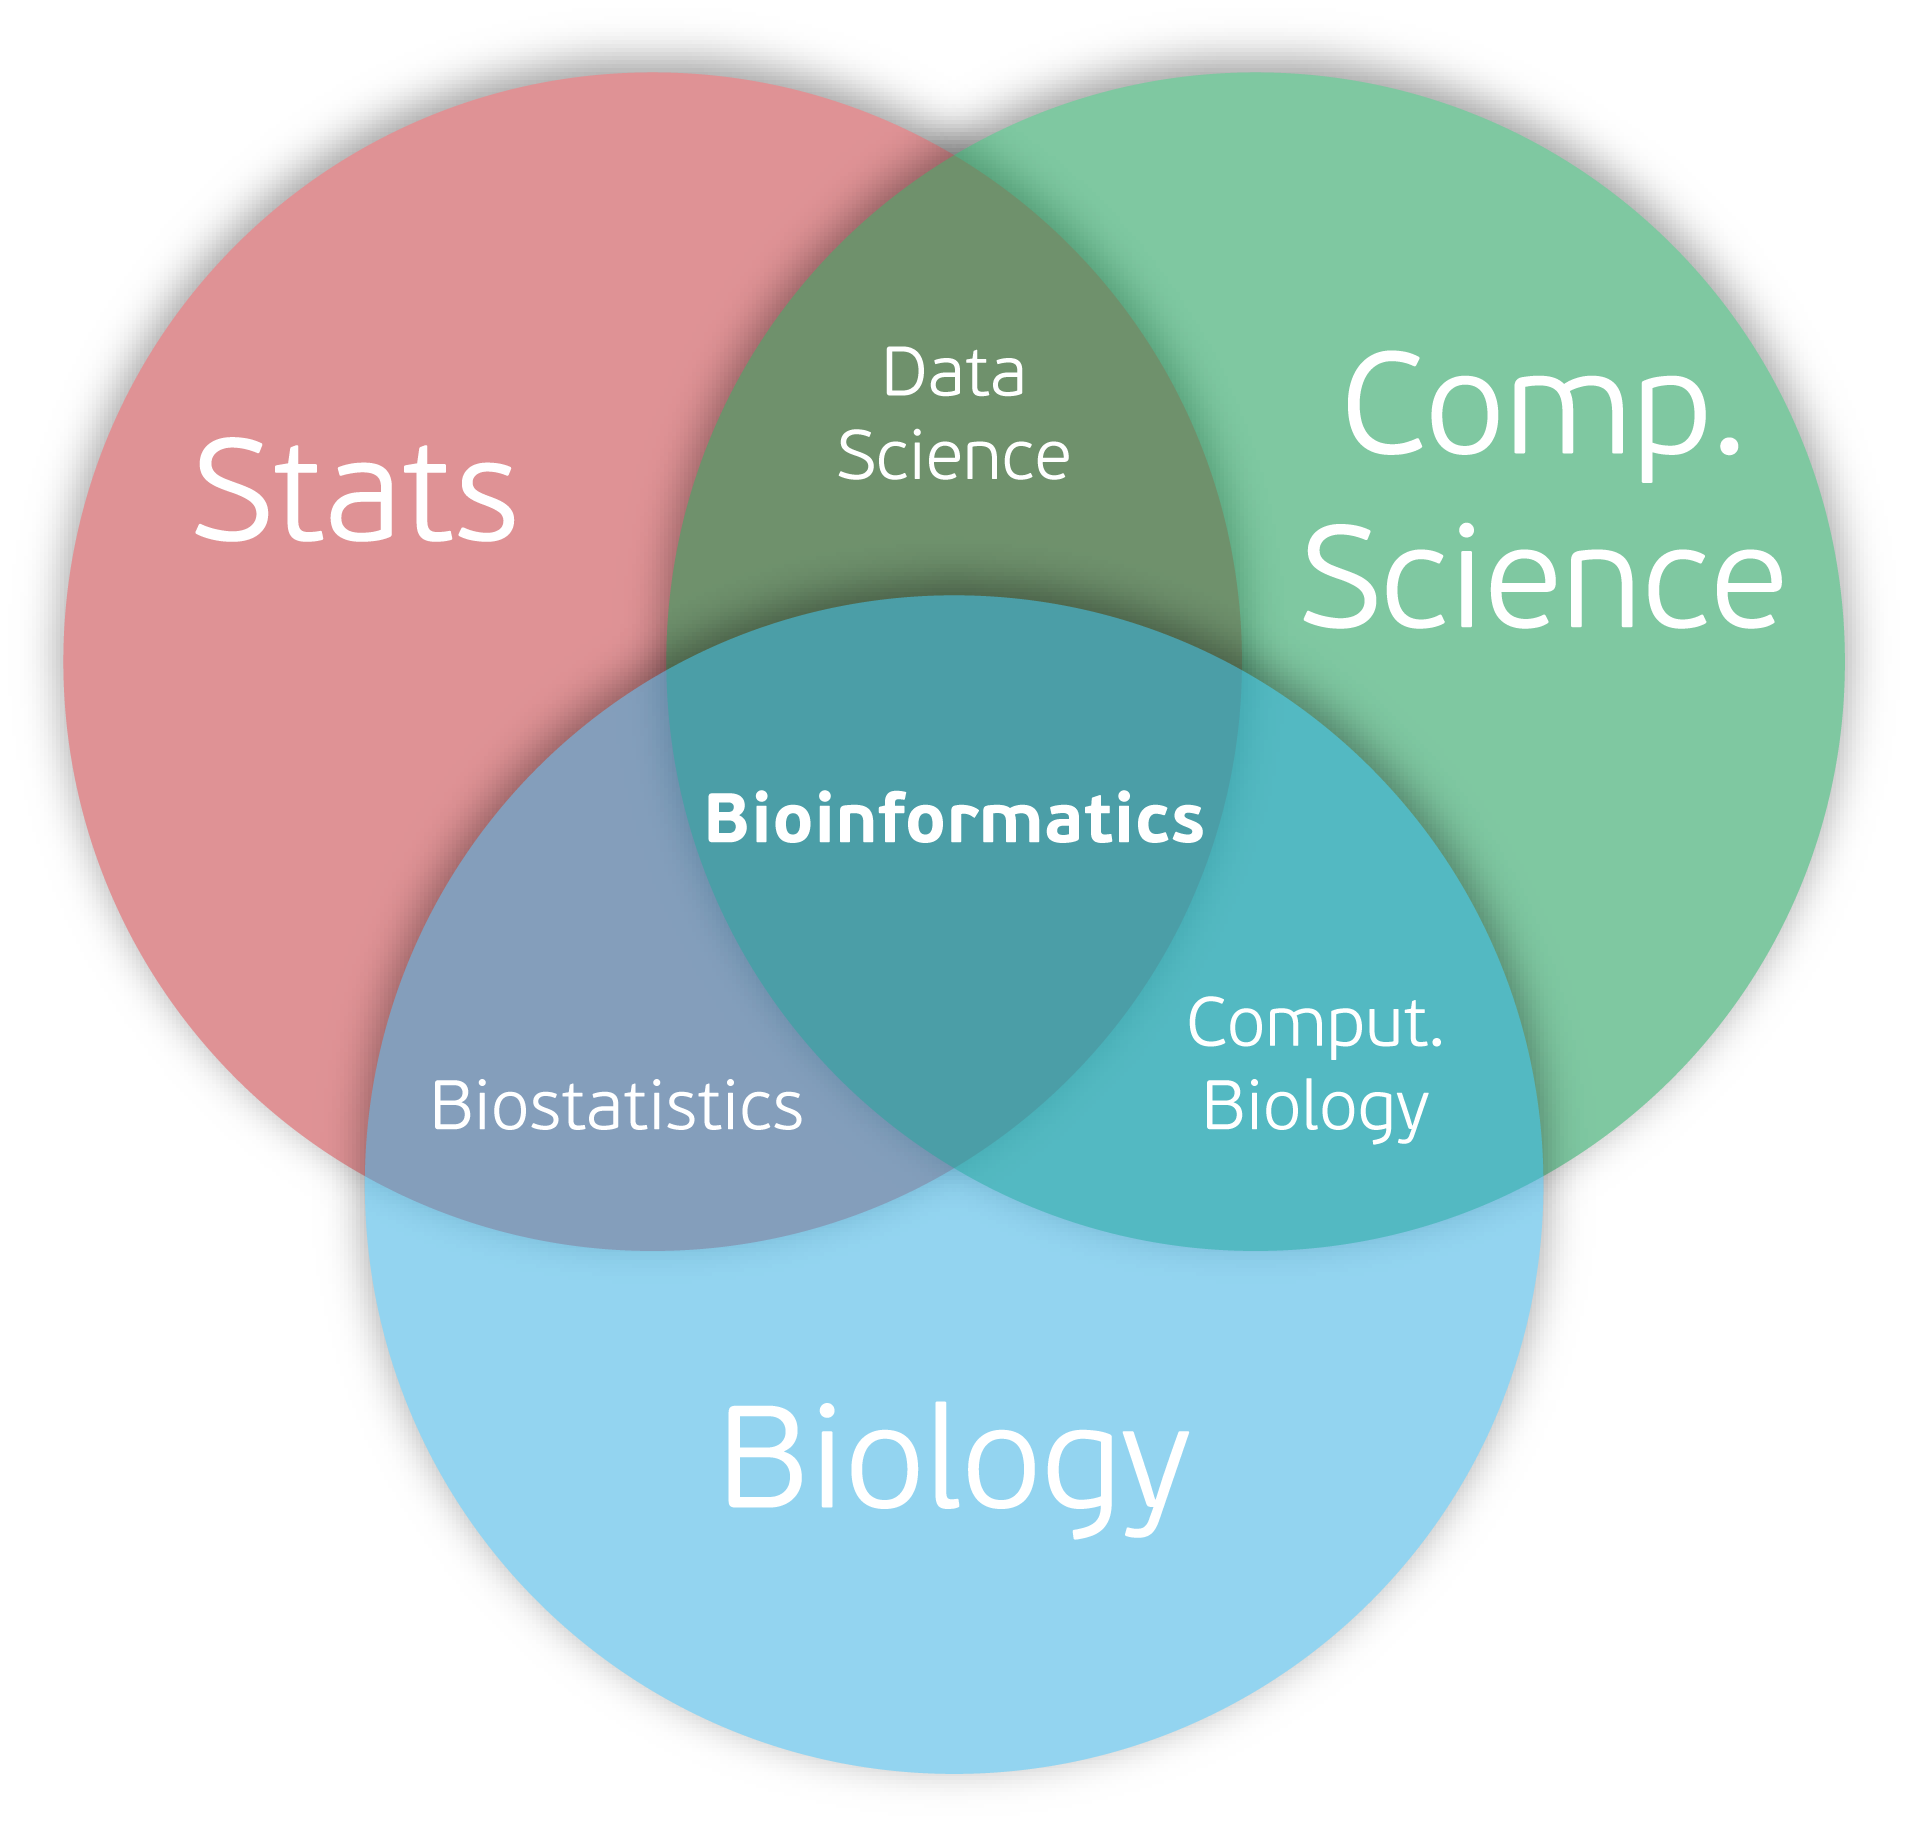 Data
Science
Stats
Comp.
Science
Bioinformatics
Biostatistics
Comput.
Biology
Biology